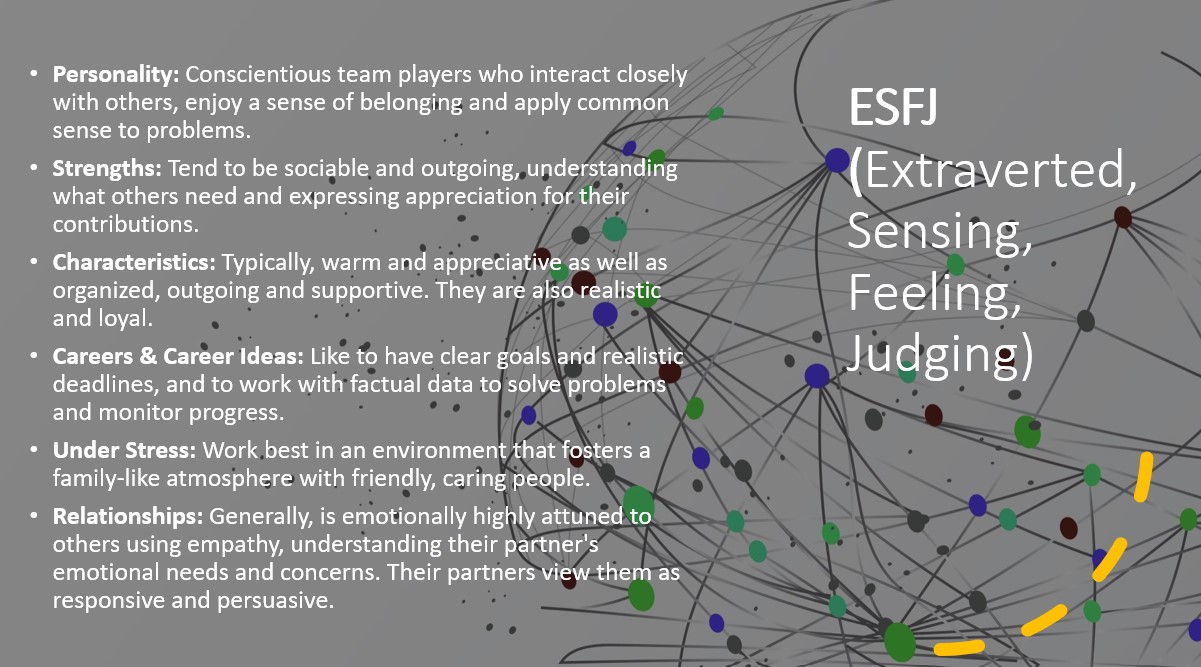 • Personality: Conscientious team players who interact closely
with others, enjoy a sense of belonging and apply common
sense to problems.
• Strengths: Tend to be sociable and outgoing, understanding
what others need and expressing appreciation for their
contributions.
• Characteristics: Typically, warm and appreciative as well as
organized, outgoing and supportive. They are also realistic
and loyal.
• Careers & Career Ideas: Like to have clear goals and realistic
deadlines, and to work with factual data to solve problems
and monitor progress.
• Under Stress: Work best in an environment that fosters a
family-like atmosphere with friendly, caring people.
• Relationships: Generally, is emotionally highly attuned to
others using empathy, understanding their partner's
emotional needs and concerns. Their partners view them as
responsive and persuasive.
ESFJ
(Extraverted,
Sensing,
Feeling,
Judging)